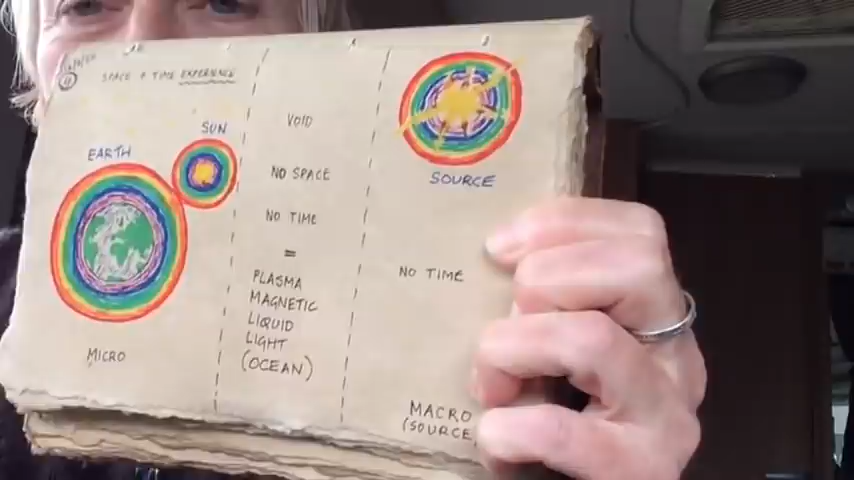 SPACE + TIME EXPERIENCE
EARTH
SUN
MICRO
VOID
NO SPACE
NO TIME
=
PLASMA
MAGNETIC
LIQUID
LIGHT
(OCEAN)
SOURCE
NO TIME
MACRO
(SOURCE